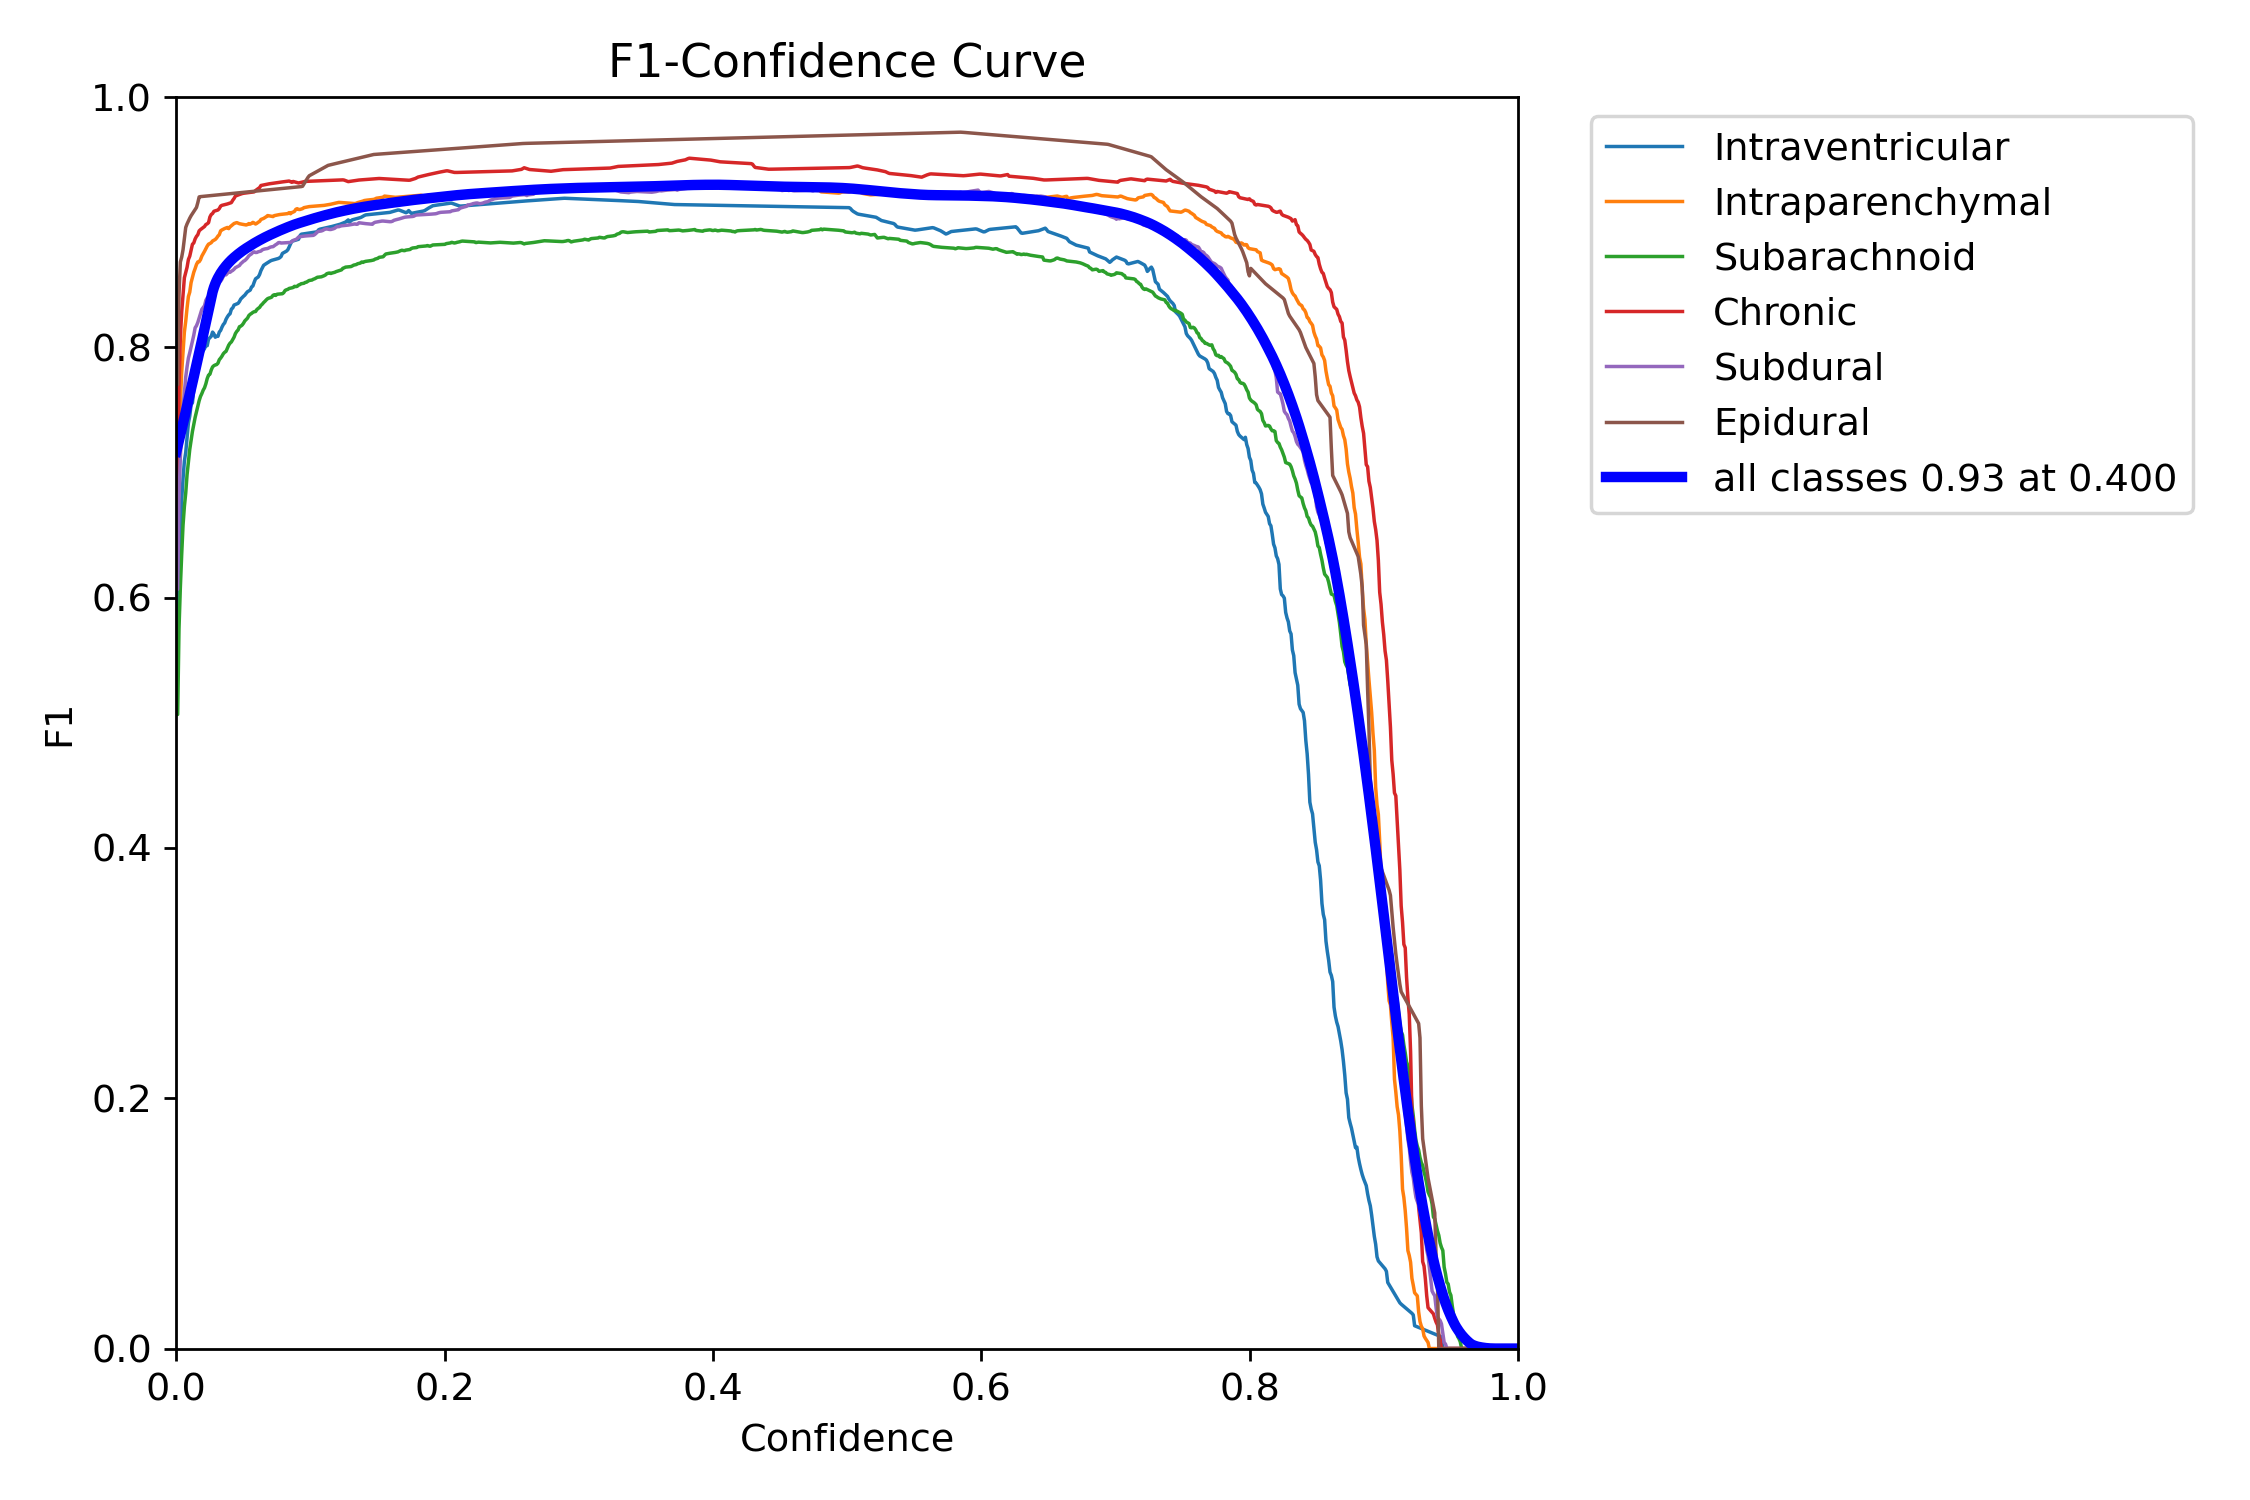 F1-Confidence Curve
1.0
0.8
0.6
0.4
0.2
0.0
F1
0.0 0.2 0.4 0.6 0.8 1.0
Confidence
Intraventricular
Intraparenchymal
Subarachnoid
Chronic
Subdural
Epidural
all classes 0.93 at 0.400